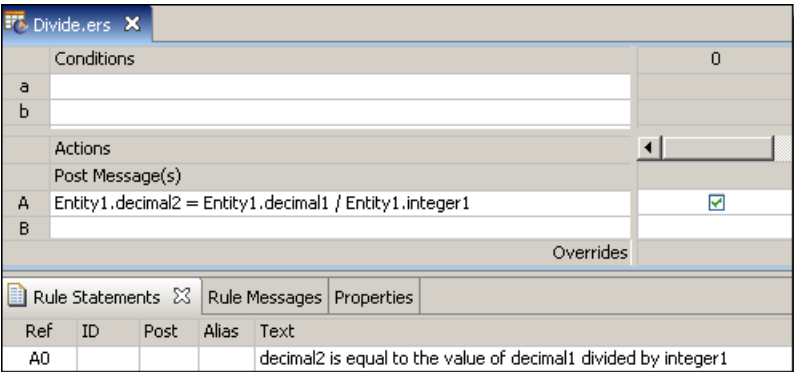 Divide.ers
Conditions 0
a
b
Actions
Post Message(s)
A Entity1.decimal2 = Entity1.decimal1 / Entity1.integer1
B
Overrides
Rule Statements Rule Messages Properties
Ref ID Post Alias Text
A0 decimal2 is equal to the value of decimal1 divided by integer1